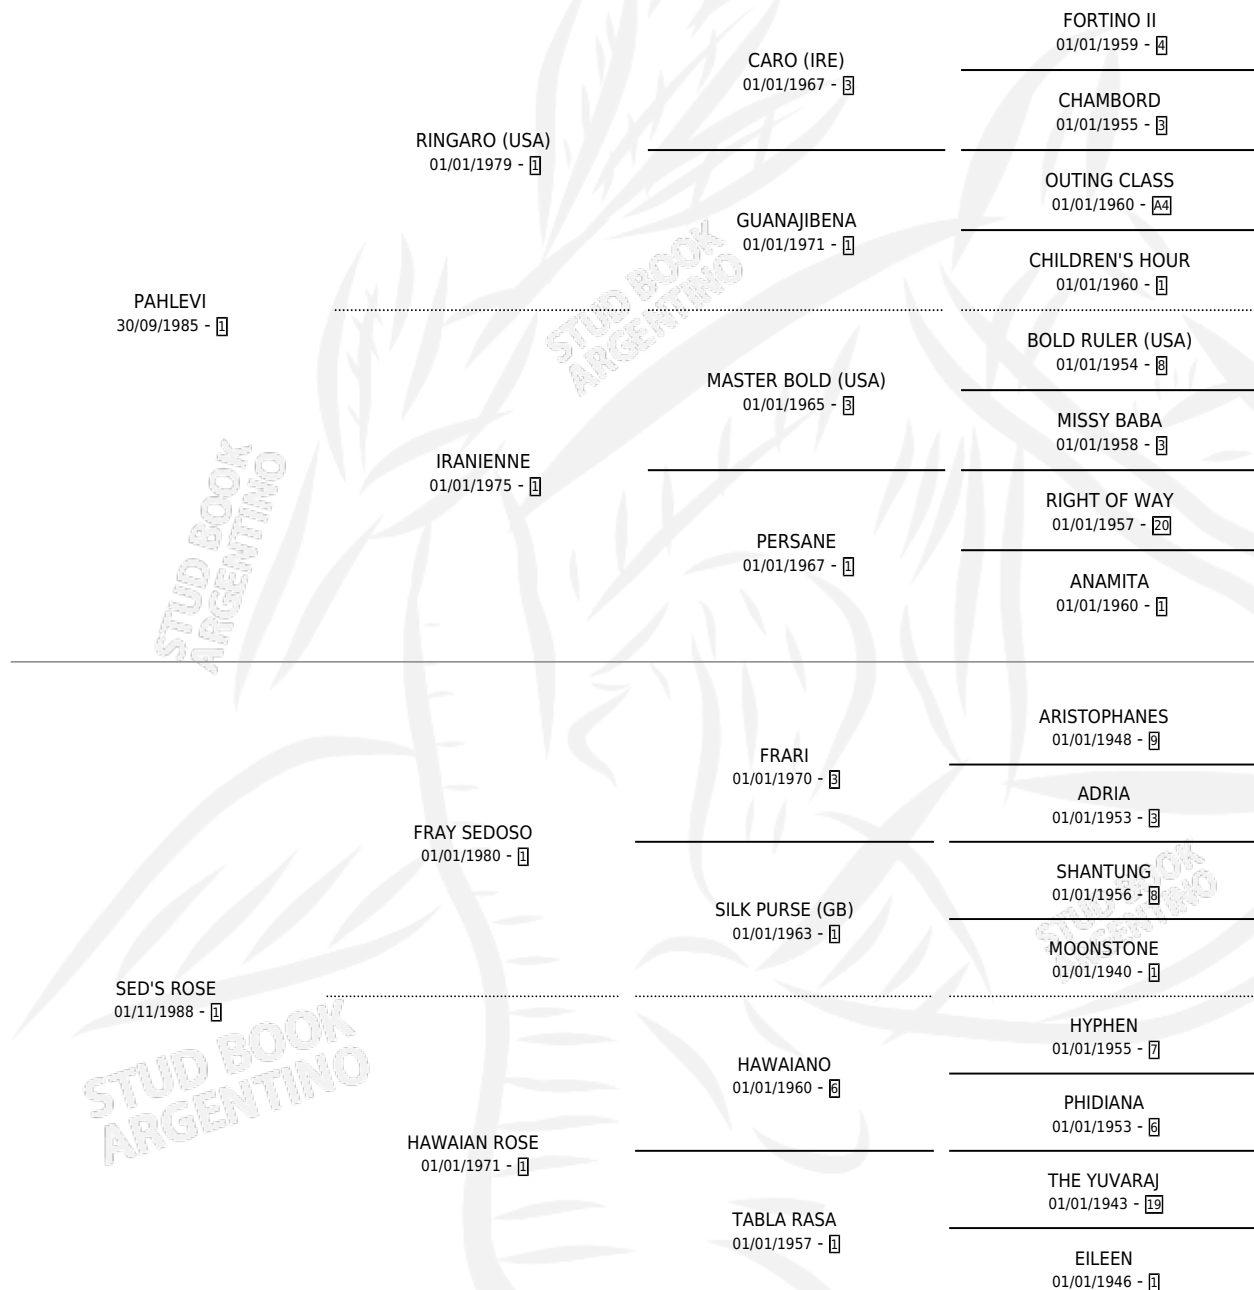 FORTINO II
01/01/1959 - 4
CARO (IRE)
01/01/1967 - 3
CHAMBORD
01/01/1955 - 3
RINGARO (USA)
01/01/1979 - 1
OUTING CLASS
01/01/1960 - A4
GUANAJIBENA
01/01/1971 - 1
CHILDREN'S HOUR
01/01/1960 - 1
PAHLEVI
30/09/1985 - 1
BOLD RULER (USA)
01/01/1954 - 8
MASTER BOLD (USA)
01/01/1965 - 3
MISSY BABA
01/01/1958 - 3
IRANIENNE
01/01/1975 - 1
RIGHT OF WAY
01/01/1957 - 20
PERSANE
01/01/1967 - 1
ANAMITA
01/01/1960 - 1
ARISTOPHANES
01/01/1948 - 9
FRARI
01/01/1970 - 3
ADRIA
01/01/1953 - 3
FRAY SEDOSO
01/01/1980 - 1
SHANTUNG
01/01/1956 - 8
SILK PURSE (GB)
01/01/1963 - 1
MOONSTONE
01/01/1940 - 1
SED'S ROSE
01/11/1988 - 1
HYPHEN
01/01/1955 - 7
HAWAIANO
01/01/1960 - 6
PHIDIANA
01/01/1953 - 6
HAWAIAN ROSE
01/01/1971 - 1
THE YUVARAJ
01/01/1943 - 19
TABLA RASA
01/01/1957 - 1
EILEEN
01/01/1946 - 1
STUD BOOK
ARGENTINO
STUD BOOK
ARGENTINO
STUD BOOK
ARGENTINO
STUD BOOK
ARGENTINO